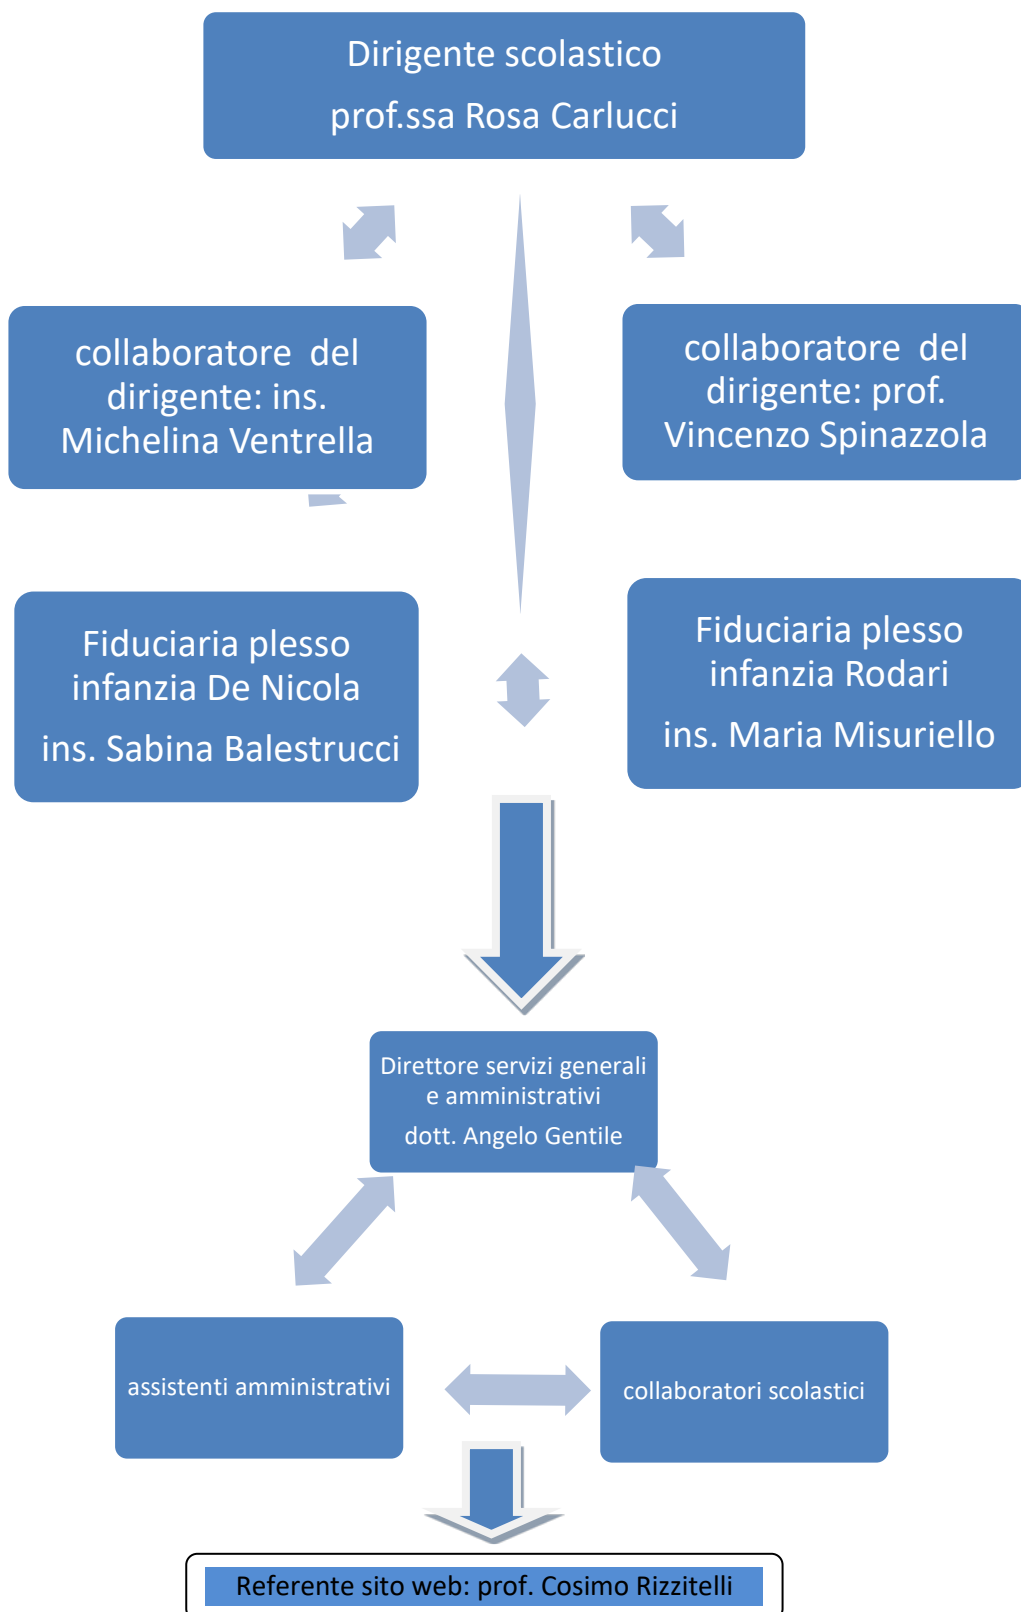 Dirigente scolastico
prof.ssa Rosa Carlucci
collaboratore del
dirigente: ins.
Michelina Ventrella
collaboratore del
dirigente: prof.
Vincenzo Spinazzola
Fiduciaria plesso
infanzia De Nicola
ins. Sabina Balestrucci
Fiduciaria plesso
infanzia Rodari
ins. Maria Misuriello
Direttore servizi generali
e amministrativi
dott. Angelo Gentile
assistenti amministrativi
collaboratori scolastici
Referente sito web: prof. Cosimo Rizzitelli